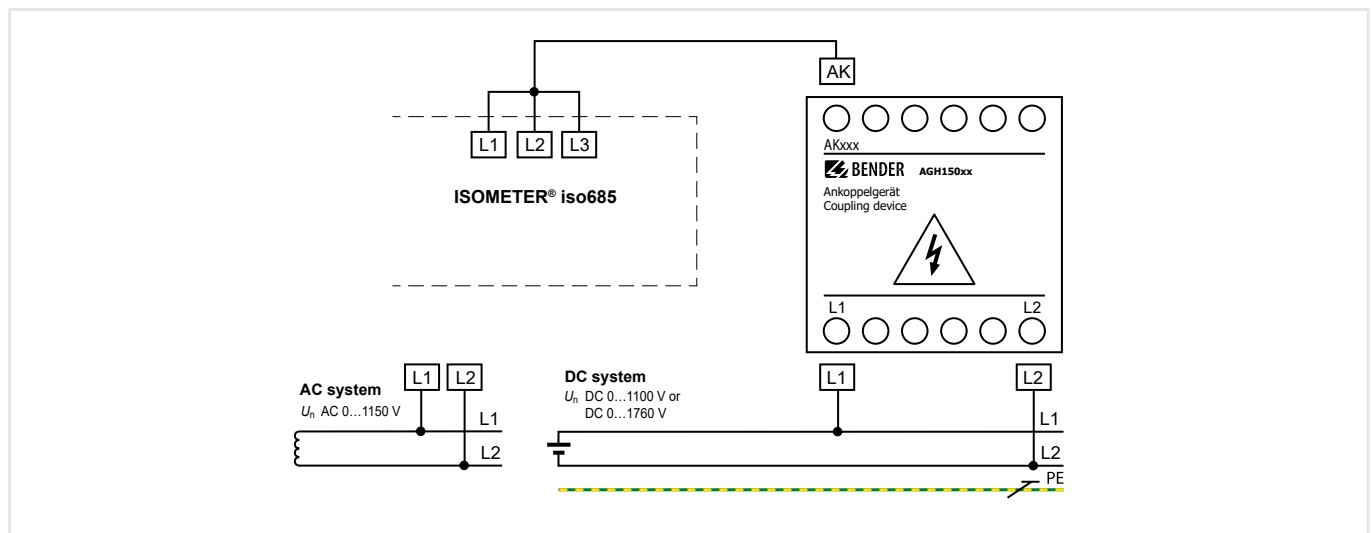 AK
L1 L2 L3
ISOMETER® iso685
AKxxx
BENDER AGH150xx
Ankoppelgerät
Coupling device
L1 L2
L1 L2
AC system
Un AC 0…1150 V
L1
L2
DC system
Un DC 0…1100 V or
DC 0…1760 V
L1 L2
L1
L2
PE